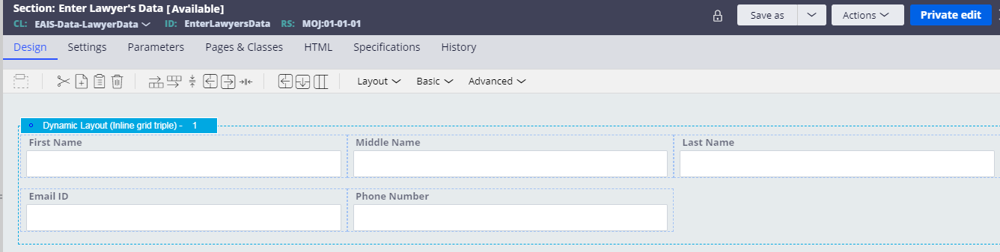 Section: Enter Lawyer's Data [Available]
CL: EAIS-Data-LawyerData ID: EnterLawyersData RS: MOJ:01-01-01
Save as Actions Private edit
Design Settings Parameters Pages & Classes HTML Specifications History
Layout Basic Advanced
Dynamic Layout (Inline grid triple) - 1
First Name Middle Name Last Name
Email ID Phone Number